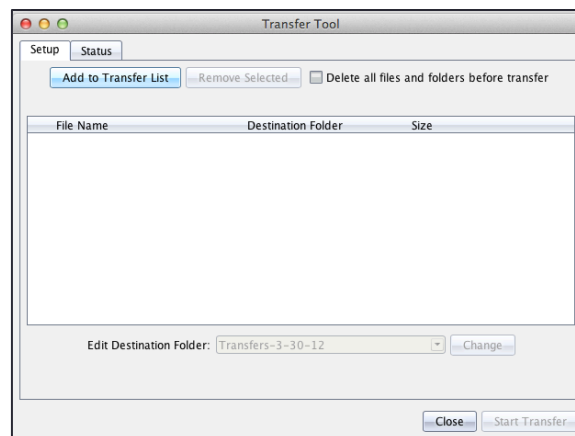 Transfer Tool
Setup Status
Add to Transfer List Remove Selected Delete all files and folders before transfer
File Name Destination Folder Size
Edit Destination Folder: Transfers-3-30-12 Change
Close Start Transfer